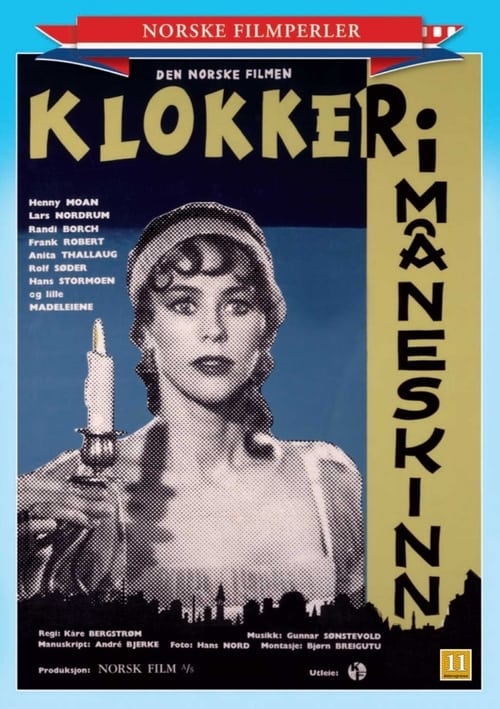 NORSKE FILMPERLER
DEN NORSKE FILMEN
KLOKKER
i MÅNESKINN
Henny MOAN
Lars NORDRUM
Randi BORCH
Frank ROBERT
Anita THALLAUG
Rolf SØDER
Hans STORMOEN
og lille
MADELEIENE
Regi: Kåre BERGSTRØM
Musikk: Gunnar SØNSTEVOLD
Manuskript: André BJERKE
Foto: Hans NORD
Montasje: Bjørn BREIGUTU
Produksjon: NORSK FILM A/S
Utleie:
11